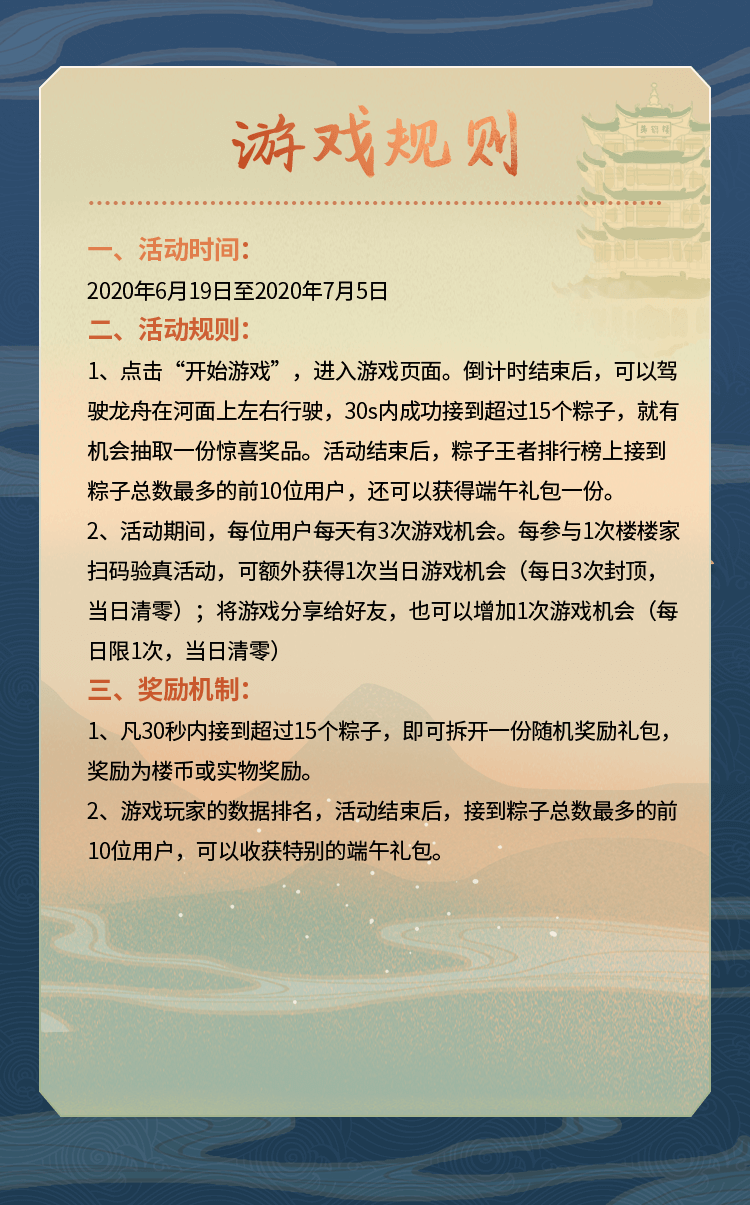 游戏规则
一、活动时间：
2020年6月19日至2020年7月5日
二、活动规则：
1、点击“开始游戏”，进入游戏页面。倒计时结束后，可以驾
驶龙舟在河面上左右行驶，30s内成功接到超过15个粽子，就有
机会抽取一份惊喜奖品。活动结束后，粽子王者排行榜上接到
粽子总数最多的前10位用户，还可以获得端午礼包一份。
2、活动期间，每位用户每天有3次游戏机会。每参与1次楼楼家
扫码验真活动，可额外获得1次当日游戏机会（每日3次封顶，
当日清零）；将游戏分享给好友，也可以增加1次游戏机会（每
日限1次，当日清零）
三、奖励机制：
1、凡30秒内接到超过15个粽子，即可拆开一份随机奖励礼包，
奖励为楼币或实物奖励。
2、游戏玩家的数据排名，活动结束后，接到粽子总数最多的前
10位用户，可以收获特别的端午礼包。